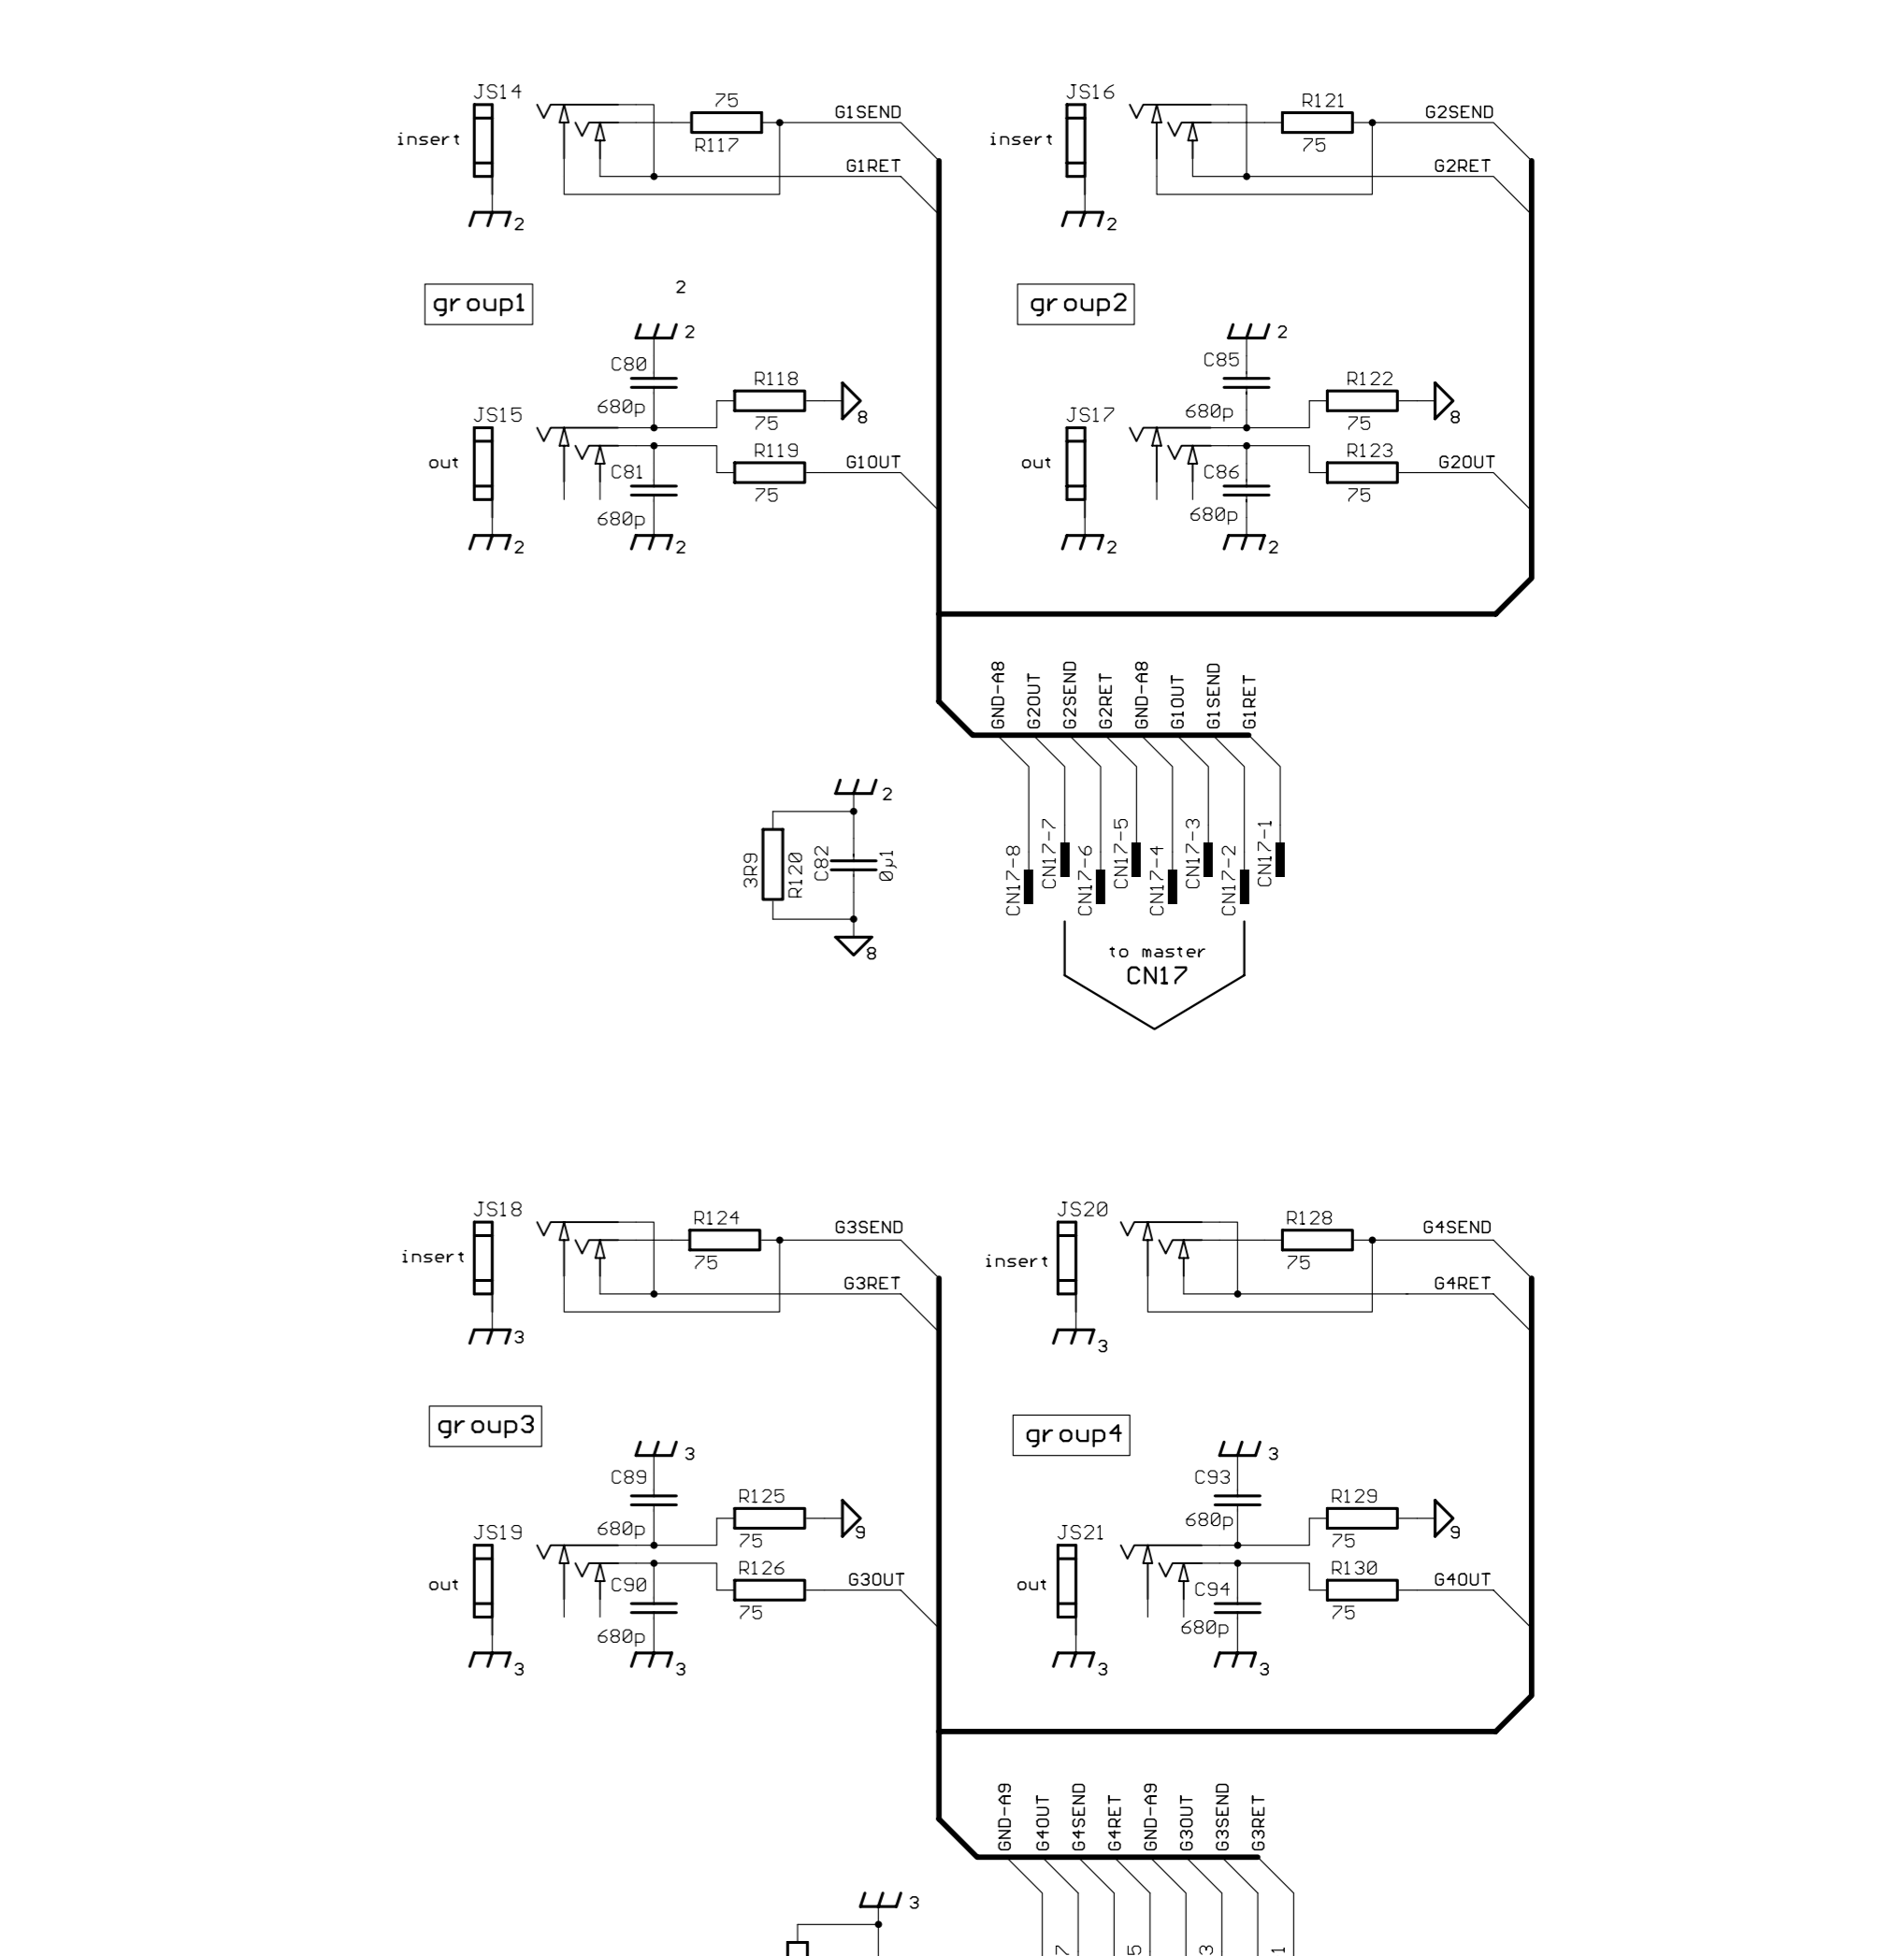 JS14
75
G1SEND
insert
R117
G1RET
2
JS16
R121
G2SEND
insert
75
G2RET
2
group1
2
2
C80
R118
680p
75
8
JS15
out
C81
R119
G1OUT
680p
75
2
2
group2
2
C85
R122
680p
75
8
JS17
out
C86
R123
G2OUT
680p
75
2
2
GND-A8
G2OUT
G2SEND
G2RET
GND-A8
G1OUT
G1SEND
G1RET
2
3R9
R120
C82
0µ1
8
CN17-8
CN17-7
CN17-6
CN17-5
CN17-4
CN17-3
CN17-2
CN17-1
to master
CN17
JS18
R124
G3SEND
insert
75
G3RET
3
JS20
R128
G4SEND
insert
75
G4RET
3
group3
3
C89
R125
680p
75
9
JS19
out
C90
R126
G3OUT
680p
75
3
3
group4
3
C93
R129
680p
75
9
JS21
out
C94
R130
G4OUT
680p
75
3
3
GND-A9
G4OUT
G4SEND
G4RET
GND-A9
G3OUT
G3SEND
G3RET
3
7
5
3
1